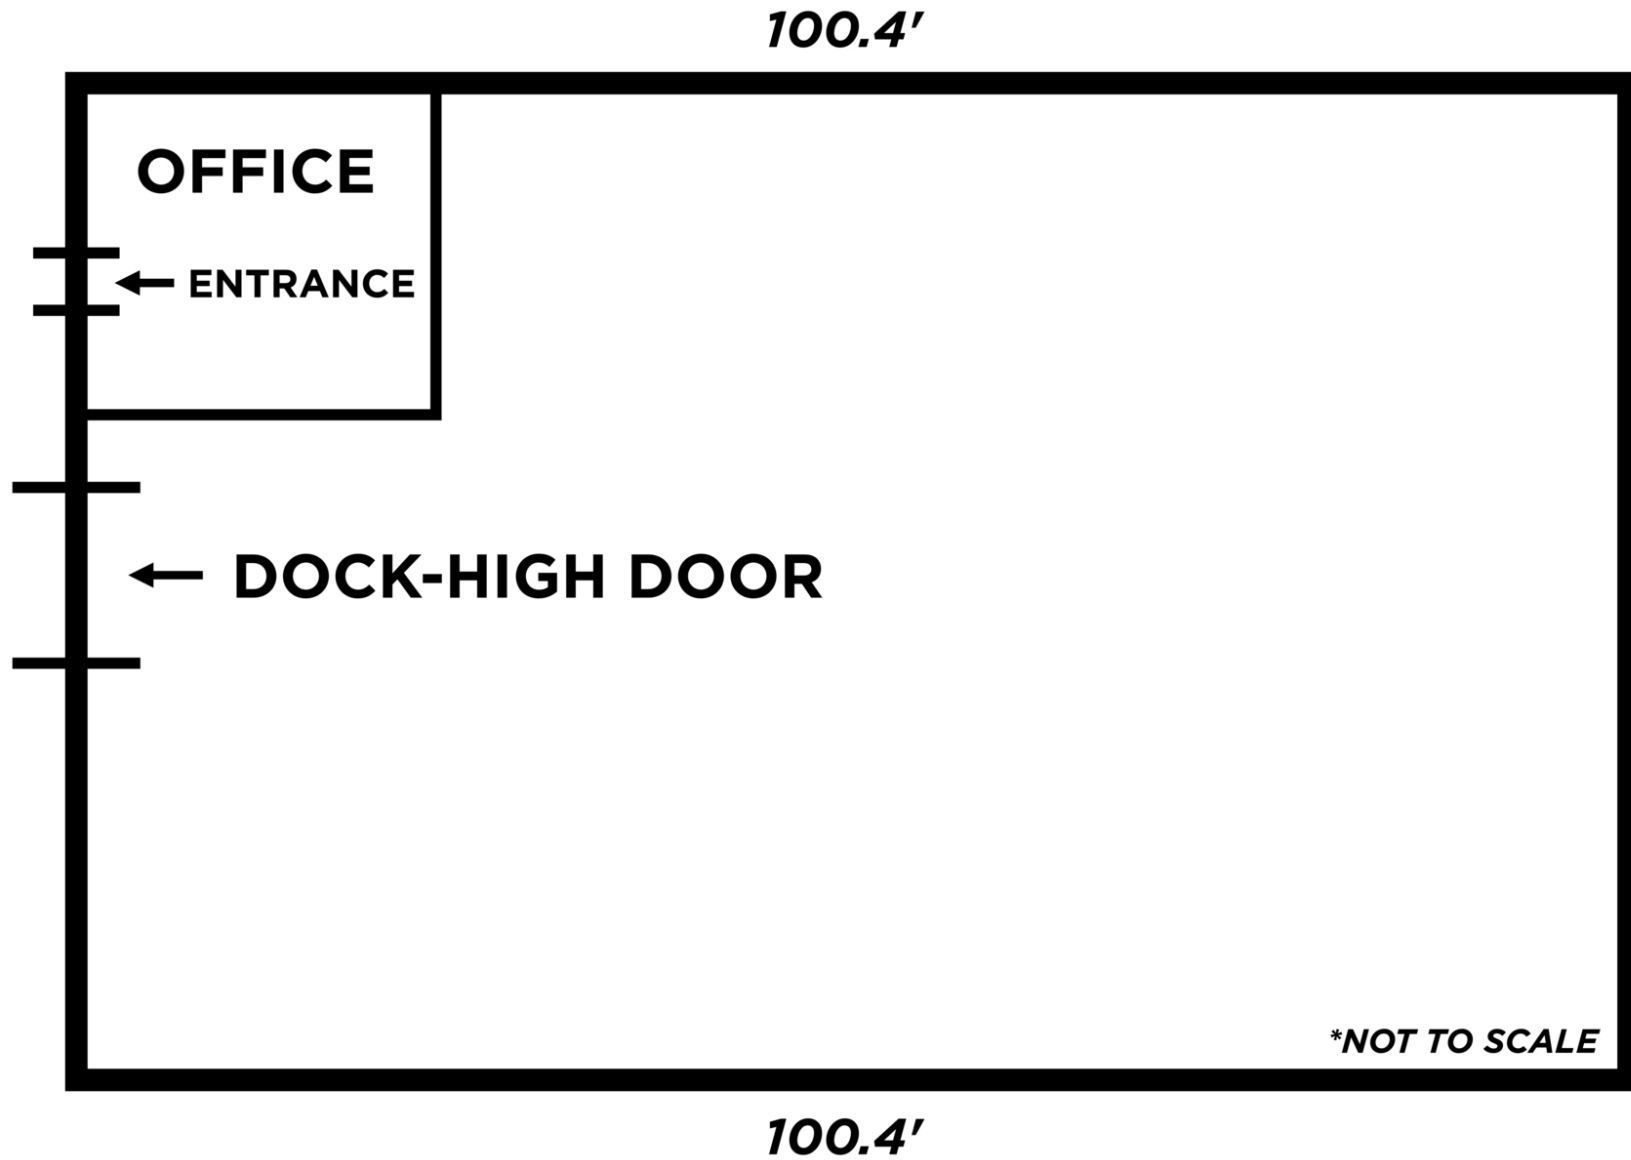 100.4'
OFFICE
ENTRANCE
DOCK-HIGH DOOR
*NOT TO SCALE
100.4'